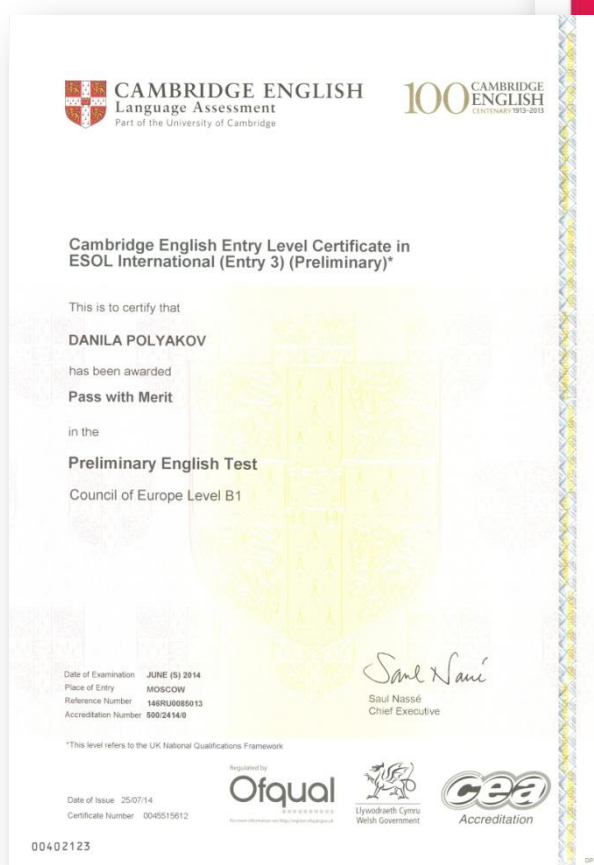 CAMBRIDGE ENGLISH
Language Assessment
Part of the University of Cambridge
100 CAMBRIDGE
ENGLISH
CENTENARY 1913–2013
Cambridge English Entry Level Certificate in
ESOL International (Entry 3) (Preliminary)*
This is to certify that
DANILA POLYAKOV
has been awarded
Pass with Merit
in the
Preliminary English Test
Council of Europe Level B1
Date of Examination JUNE (S) 2014
Place of Entry MOSCOW
Reference Number 146RU0085013
Accreditation Number 500/2414/0
Saul Nassé
Saul Nassé
Chief Executive
*This level refers to the UK National Qualifications Framework
Date of Issue 25/07/14
Certificate Number 0045515612
Regulated by
Ofqual
Llywodraeth Cymru
Welsh Government
cea
Accreditation
00402123
DP